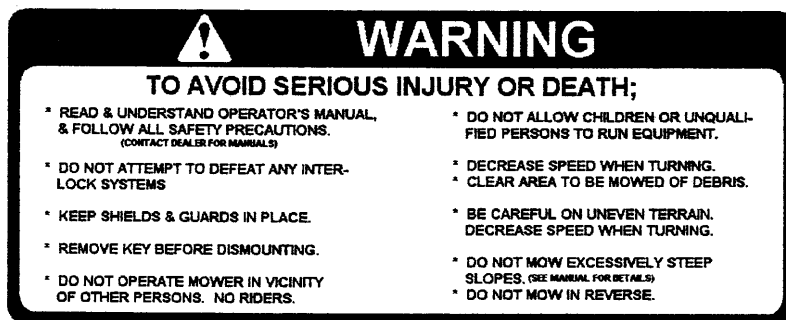 WARNING
TO AVOID SERIOUS INJURY OR DEATH;
* READ & UNDERSTAND OPERATOR'S MANUAL,
& FOLLOW ALL SAFETY PRECAUTIONS.
(CONTACT DEALER FOR MANUALS)
* DO NOT ATTEMPT TO DEFEAT ANY INTER-
LOCK SYSTEMS
* KEEP SHIELDS & GUARDS IN PLACE.
* REMOVE KEY BEFORE DISMOUNTING.
* DO NOT OPERATE MOWER IN VICINITY
OF OTHER PERSONS. NO RIDERS.
* DO NOT ALLOW CHILDREN OR UNQUALI-
FIED PERSONS TO RUN EQUIPMENT.
* DECREASE SPEED WHEN TURNING.
* CLEAR AREA TO BE MOWED OF DEBRIS.
* BE CAREFUL ON UNEVEN TERRAIN.
DECREASE SPEED WHEN TURNING.
* DO NOT MOW EXCESSIVELY STEEP
SLOPES. (SEE MANUAL FOR DETAILS)
* DO NOT MOW IN REVERSE.